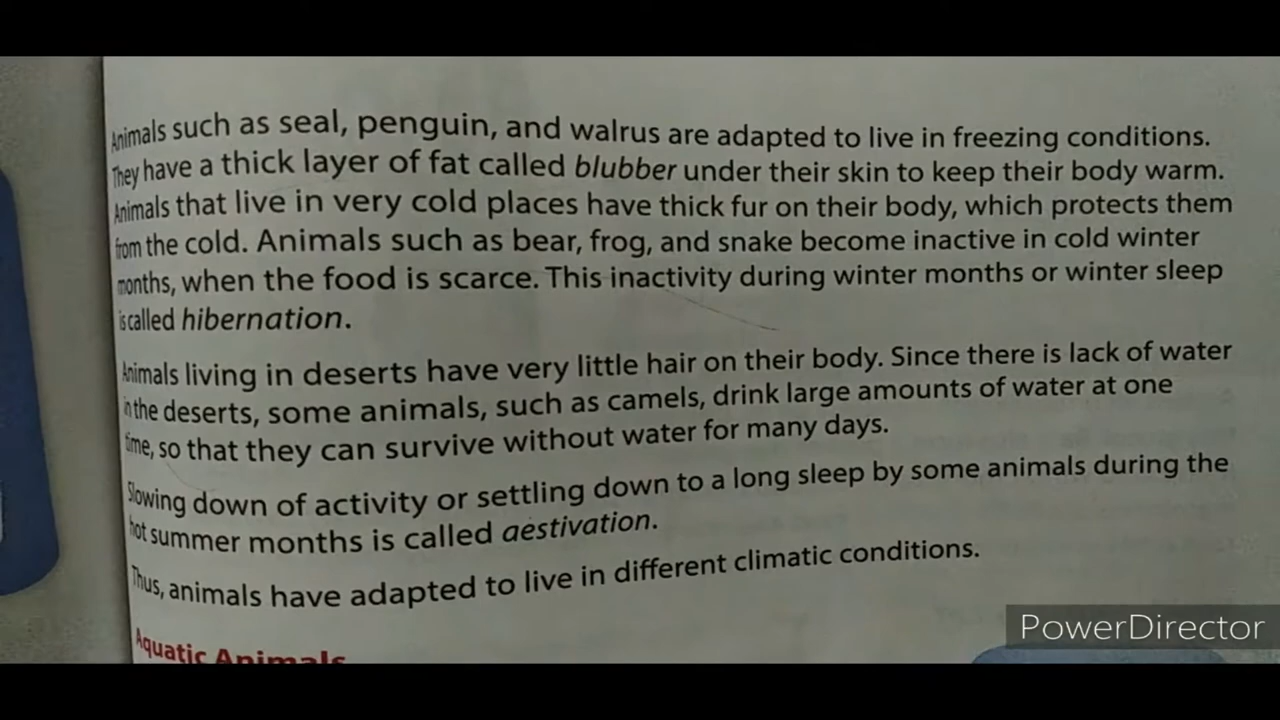 Animals such as seal, penguin, and walrus are adapted to live in freezing conditions.
They have a thick layer of fat called blubber under their skin to keep their body warm.
Animals that live in very cold places have thick fur on their body, which protects them
from the cold. Animals such as bear, frog, and snake become inactive in cold winter
months, when the food is scarce. This inactivity during winter months or winter sleep
is called hibernation.
Animals living in deserts have very little hair on their body. Since there is lack of water
in the deserts, some animals, such as camels, drink large amounts of water at one
time, so that they can survive without water for many days.
Slowing down of activity or settling down to a long sleep by some animals during the
hot summer months is called aestivation.
Thus, animals have adapted to live in different climatic conditions.
Aquatic Animals
PowerDirector